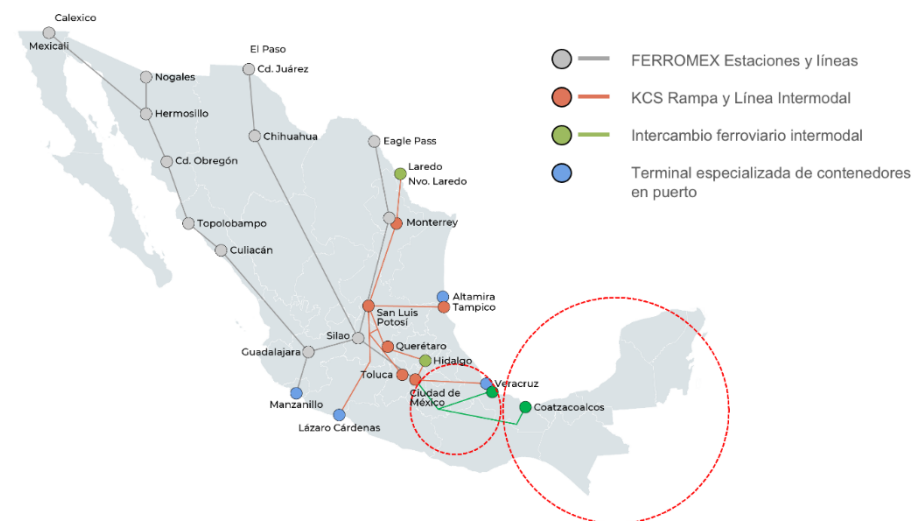 Calexico
Mexicali
Nogales
Hermosillo
Cd. Obregón
Topolobampo
Culiacán
El Paso
Cd. Juárez
Chihuahua
Eagle Pass
Laredo
Nvo. Laredo
Monterrey
Altamira
Tampico
San Luis
Potosí
Silao
Guadalajara
Querétaro
Hidalgo
Toluca
Ciudad de
México
Veracruz
Coatzacoalcos
Manzanillo
Lázaro Cárdenas
FERROMEX Estaciones y líneas
KCS Rampa y Línea Intermodal
Intercambio ferroviario intermodal
Terminal especializada de contenedores
en puerto